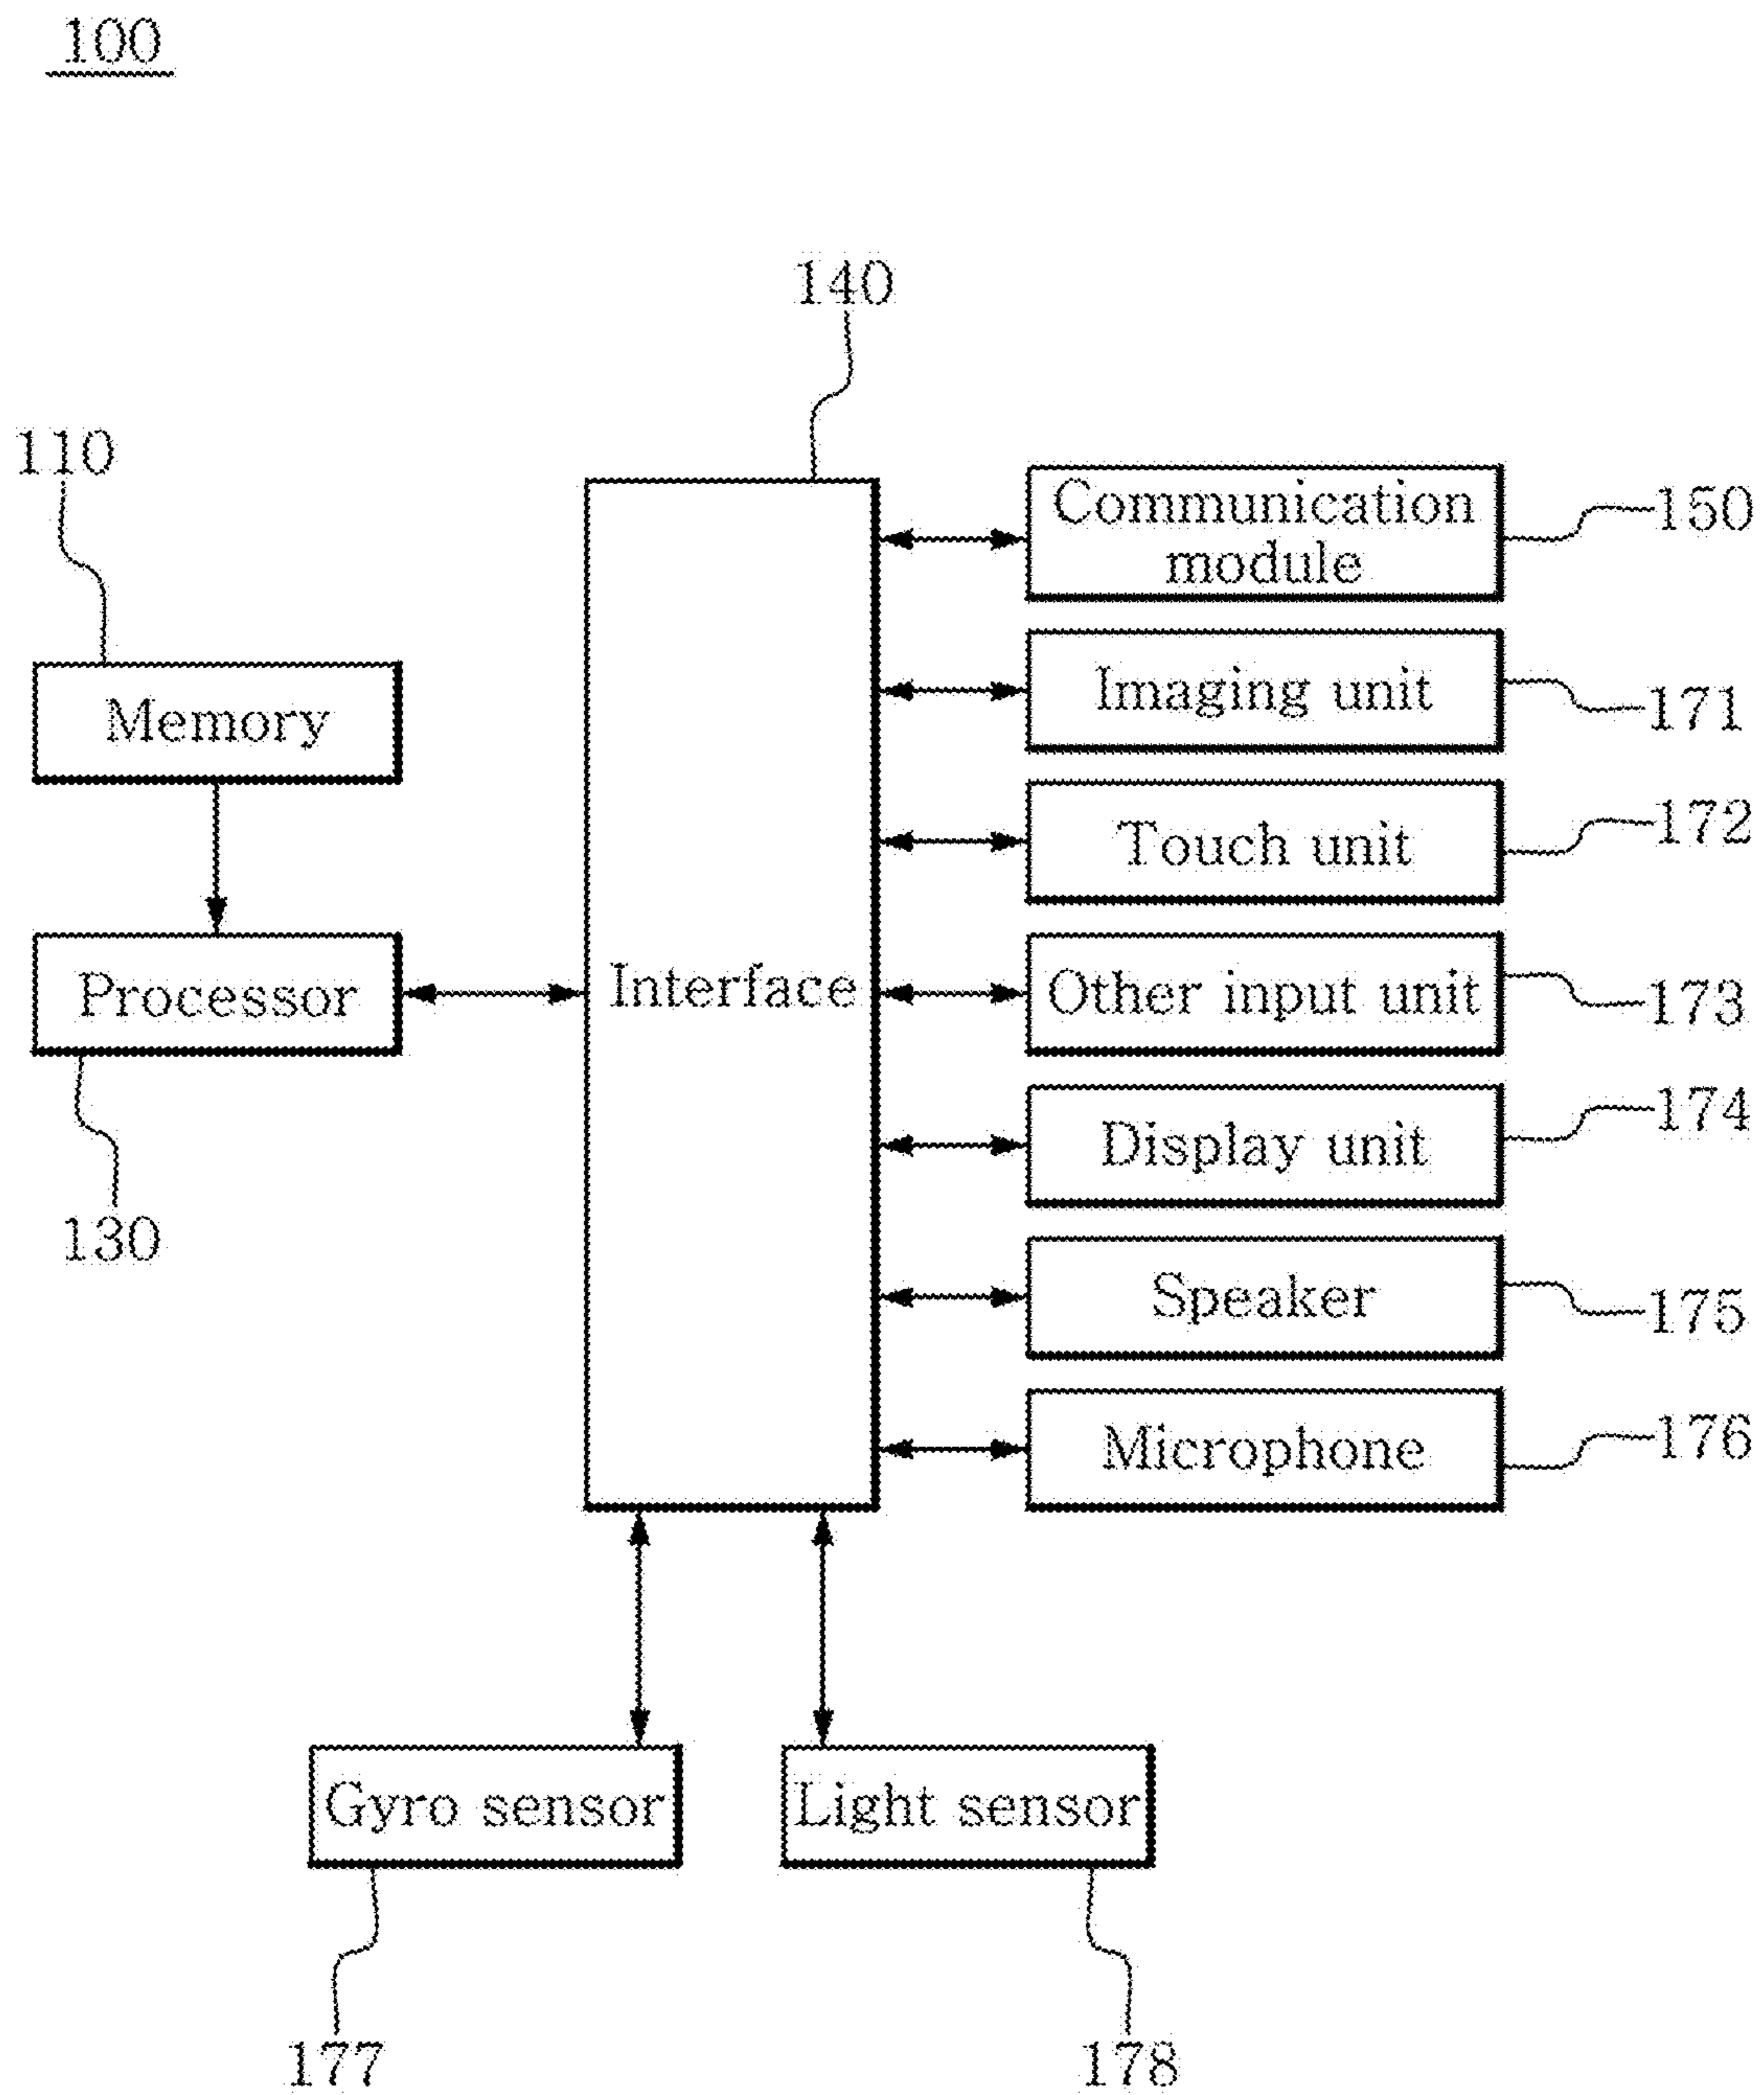 100
140
110
Communication
module
150
Imaging unit
171
Memory
Touch unit
172
Processor
Interface
Other input unit
173
130
Display unit
174
Speaker
175
Microphone
176
Gyro sensor
Light sensor
177
178